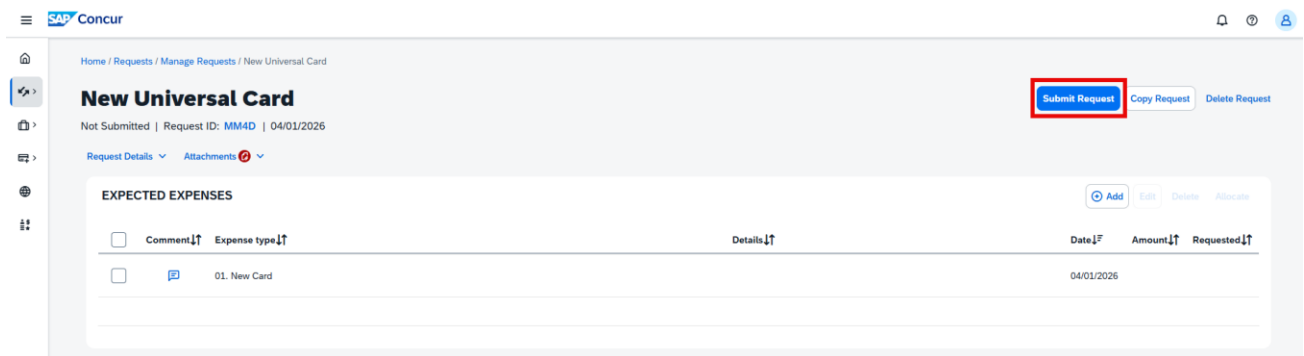 SAP Concur
Home / Requests / Manage Requests / New Universal Card
New Universal Card
Submit Request Copy Request Delete Request
Not Submitted | Request ID: MM4D | 04/01/2026
Request Details Attachments
EXPECTED EXPENSES
Add Edit Delete Allocate
Comment Expense type Details Date Amount Requested
01. New Card 04/01/2026